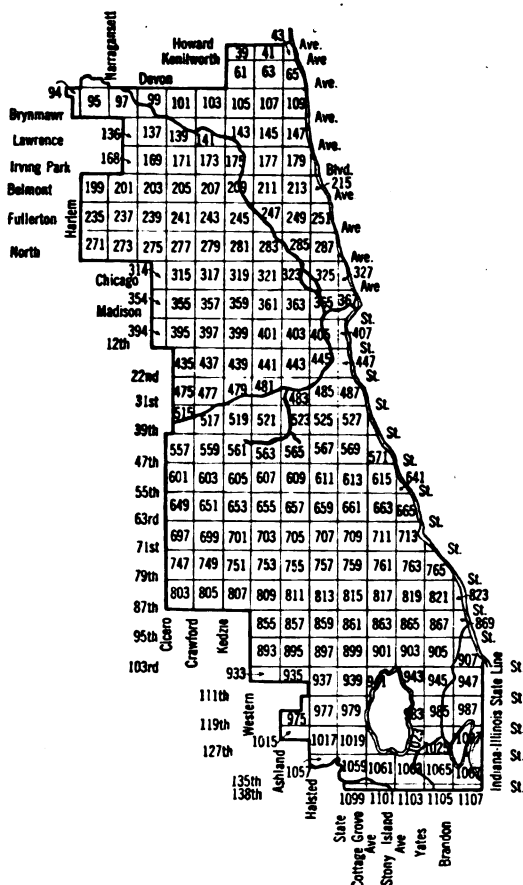 43
Ave.
Howard 39 41
Kenilworth Ave
61 63 65
Narragansett
Devon Ave.
94 95 97 99 101 103 105 107 109
Brynmawr Ave.
136 137 139 141 143 145 147
Lawrence Ave.
168 169 171 173 175 177 179
Irving Park Blvd.
Belmont 199 201 203 205 207 209 211 213 215
Ave
Harlem
Fullerton 235 237 239 241 243 245 247 249 251
Ave
North 271 273 275 277 279 281 283 285 287
Ave.
314 315 317 319 321 323 325 327
Chicago Ave
354 355 357 359 361 363 365
Madison St.
394 395 397 399 401 403 405 407
12th St.
435 437 439 441 443 445 447
22nd St.
475 477 479 481 483 485 487
31st St.
515 517 519 521 523 525 527
39th St.
557 559 561 563 565 567 569 571
47th St.
601 603 605 607 609 611 613 615 641
55th St.
649 651 653 655 657 659 661 663 665
63rd St.
697 699 701 703 705 707 709 711 713
71st St.
747 749 751 753 755 757 759 761 763 765
79th St.
803 805 807 809 811 813 815 817 819 821 823
87th St.
855 857 859 861 863 865 867 869
95th St.
Cicero
Crawford
Kedzie
893 895 897 899 901 903 905 907
103rd St
933 935 937 939 943 945 947
111th St
Western
975 977 979 985 987
119th St
1015 1017 1019 1025
127th St
Ashland
1057 1059 1061 1063 1065
135th
138th St.
Halsted
Indiana-Illinois State Line
1099 1101 1103 1105 1107
State
Cottage Grove Ave
Stony Island Ave
Yates
Brandon